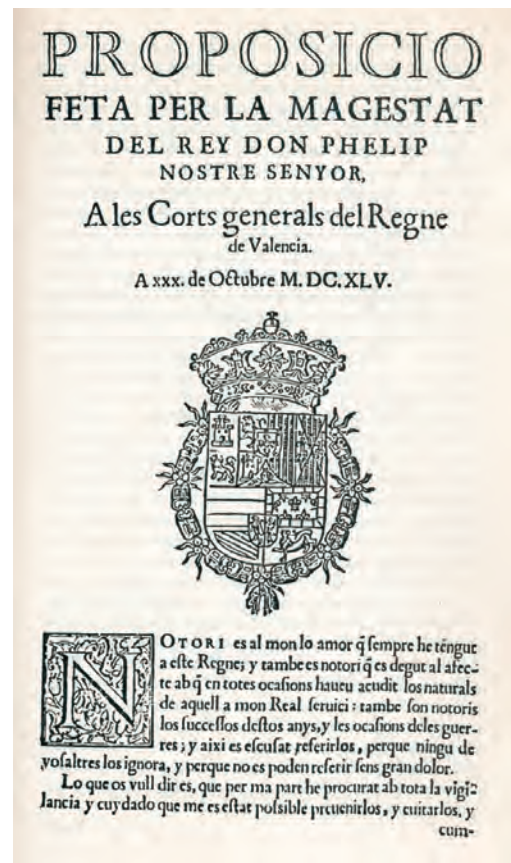 PROPOSICIO
FETA PER LA MAGESTAT
DEL REY DON PHELIP
NOSTRE SENYOR,
A les Corts generals del Regne
de Valencia.
A xxx. de Octubre M. DC. XLV.
NOTORI es al mon lo amor q̃ sempre he tengut
a este Regne; y tambe es notori q̃ es degut al afec-
te ab q̃ en totes ocasions haueu acudit los naturals
de aquell a mon Real seruici: tambe son notoris
los successos destos anys, y les ocasions deles guer-
res; y aixi es escusat referirlos, perque ningu de
vosaltres los ignora, y perque no es poden referir sens gran dolor.
Lo que os vull dir es, que per ma part he procurat ab tota la vigi-
lancia y cuydado que me es estat possible preuenirlos, y euitarlos, y
cum-